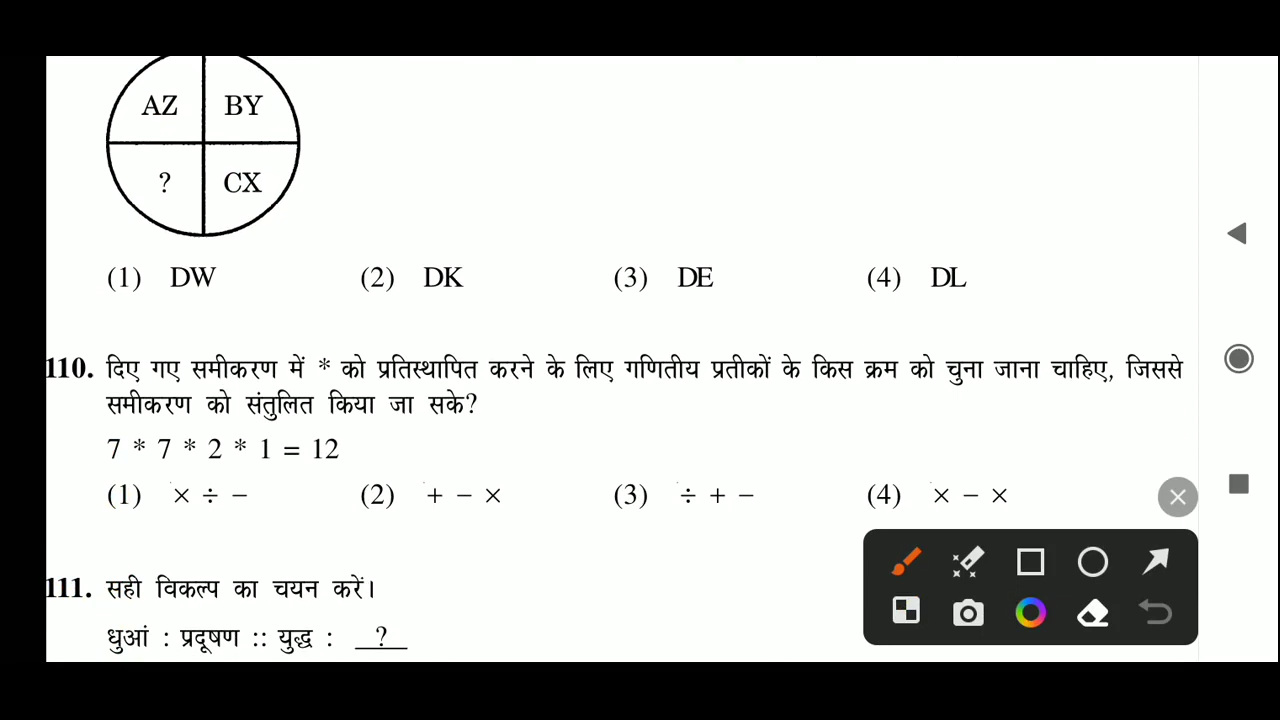 AZ BY
? CX
(1) DW (2) DK (3) DE (4) DL
110. दिए गए समीकरण में * को प्रतिस्थापित करने के लिए गणितीय प्रतीकों के किस क्रम को चुना जाना चाहिए, जिससे
समीकरण को संतुलित किया जा सके?
7 * 7 * 2 * 1 = 12
(1) × ÷ − (2) + − × (3) ÷ + − (4) × − ×
111. सही विकल्प का चयन करें।
धुआं : प्रदूषण :: युद्ध : ?